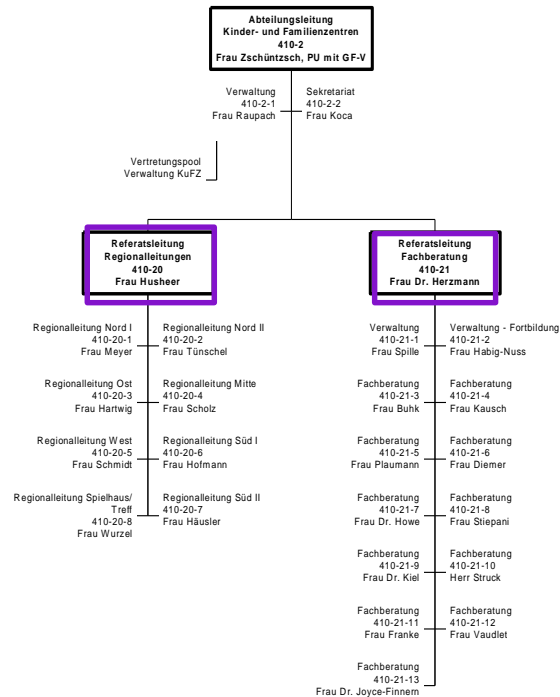 Abteilungsleitung
Kinder- und Familienzentren
410-2
Frau Zschüntzsch, PU mit GF-V
Verwaltung
410-2-1
Frau Raupach
Sekretariat
410-2-2
Frau Koca
Vertretungspool
Verwaltung KuFZ
Referatsleitung
Regionalleitungen
410-20
Frau Husheer
Referatsleitung
Fachberatung
410-21
Frau Dr. Herzmann
Regionalleitung Nord I
410-20-1
Frau Meyer
Regionalleitung Nord II
410-20-2
Frau Tünschel
Regionalleitung Ost
410-20-3
Frau Hartwig
Regionalleitung Mitte
410-20-4
Frau Scholz
Regionalleitung West
410-20-5
Frau Schmidt
Regionalleitung Süd I
410-20-6
Frau Hofmann
Regionalleitung Spielhaus/
Treff
410-20-8
Frau Wurzel
Regionalleitung Süd II
410-20-7
Frau Häusler
Verwaltung
410-21-1
Frau Spille
Verwaltung - Fortbildung
410-21-2
Frau Habig-Nuss
Fachberatung
410-21-3
Frau Buhk
Fachberatung
410-21-4
Frau Kausch
Fachberatung
410-21-5
Frau Plaumann
Fachberatung
410-21-6
Frau Diemer
Fachberatung
410-21-7
Frau Dr. Howe
Fachberatung
410-21-8
Frau Stiepani
Fachberatung
410-21-9
Frau Dr. Kiel
Fachberatung
410-21-10
Herr Struck
Fachberatung
410-21-11
Frau Franke
Fachberatung
410-21-12
Frau Vaudlet
Fachberatung
410-21-13
Frau Dr. Joyce-Finnern